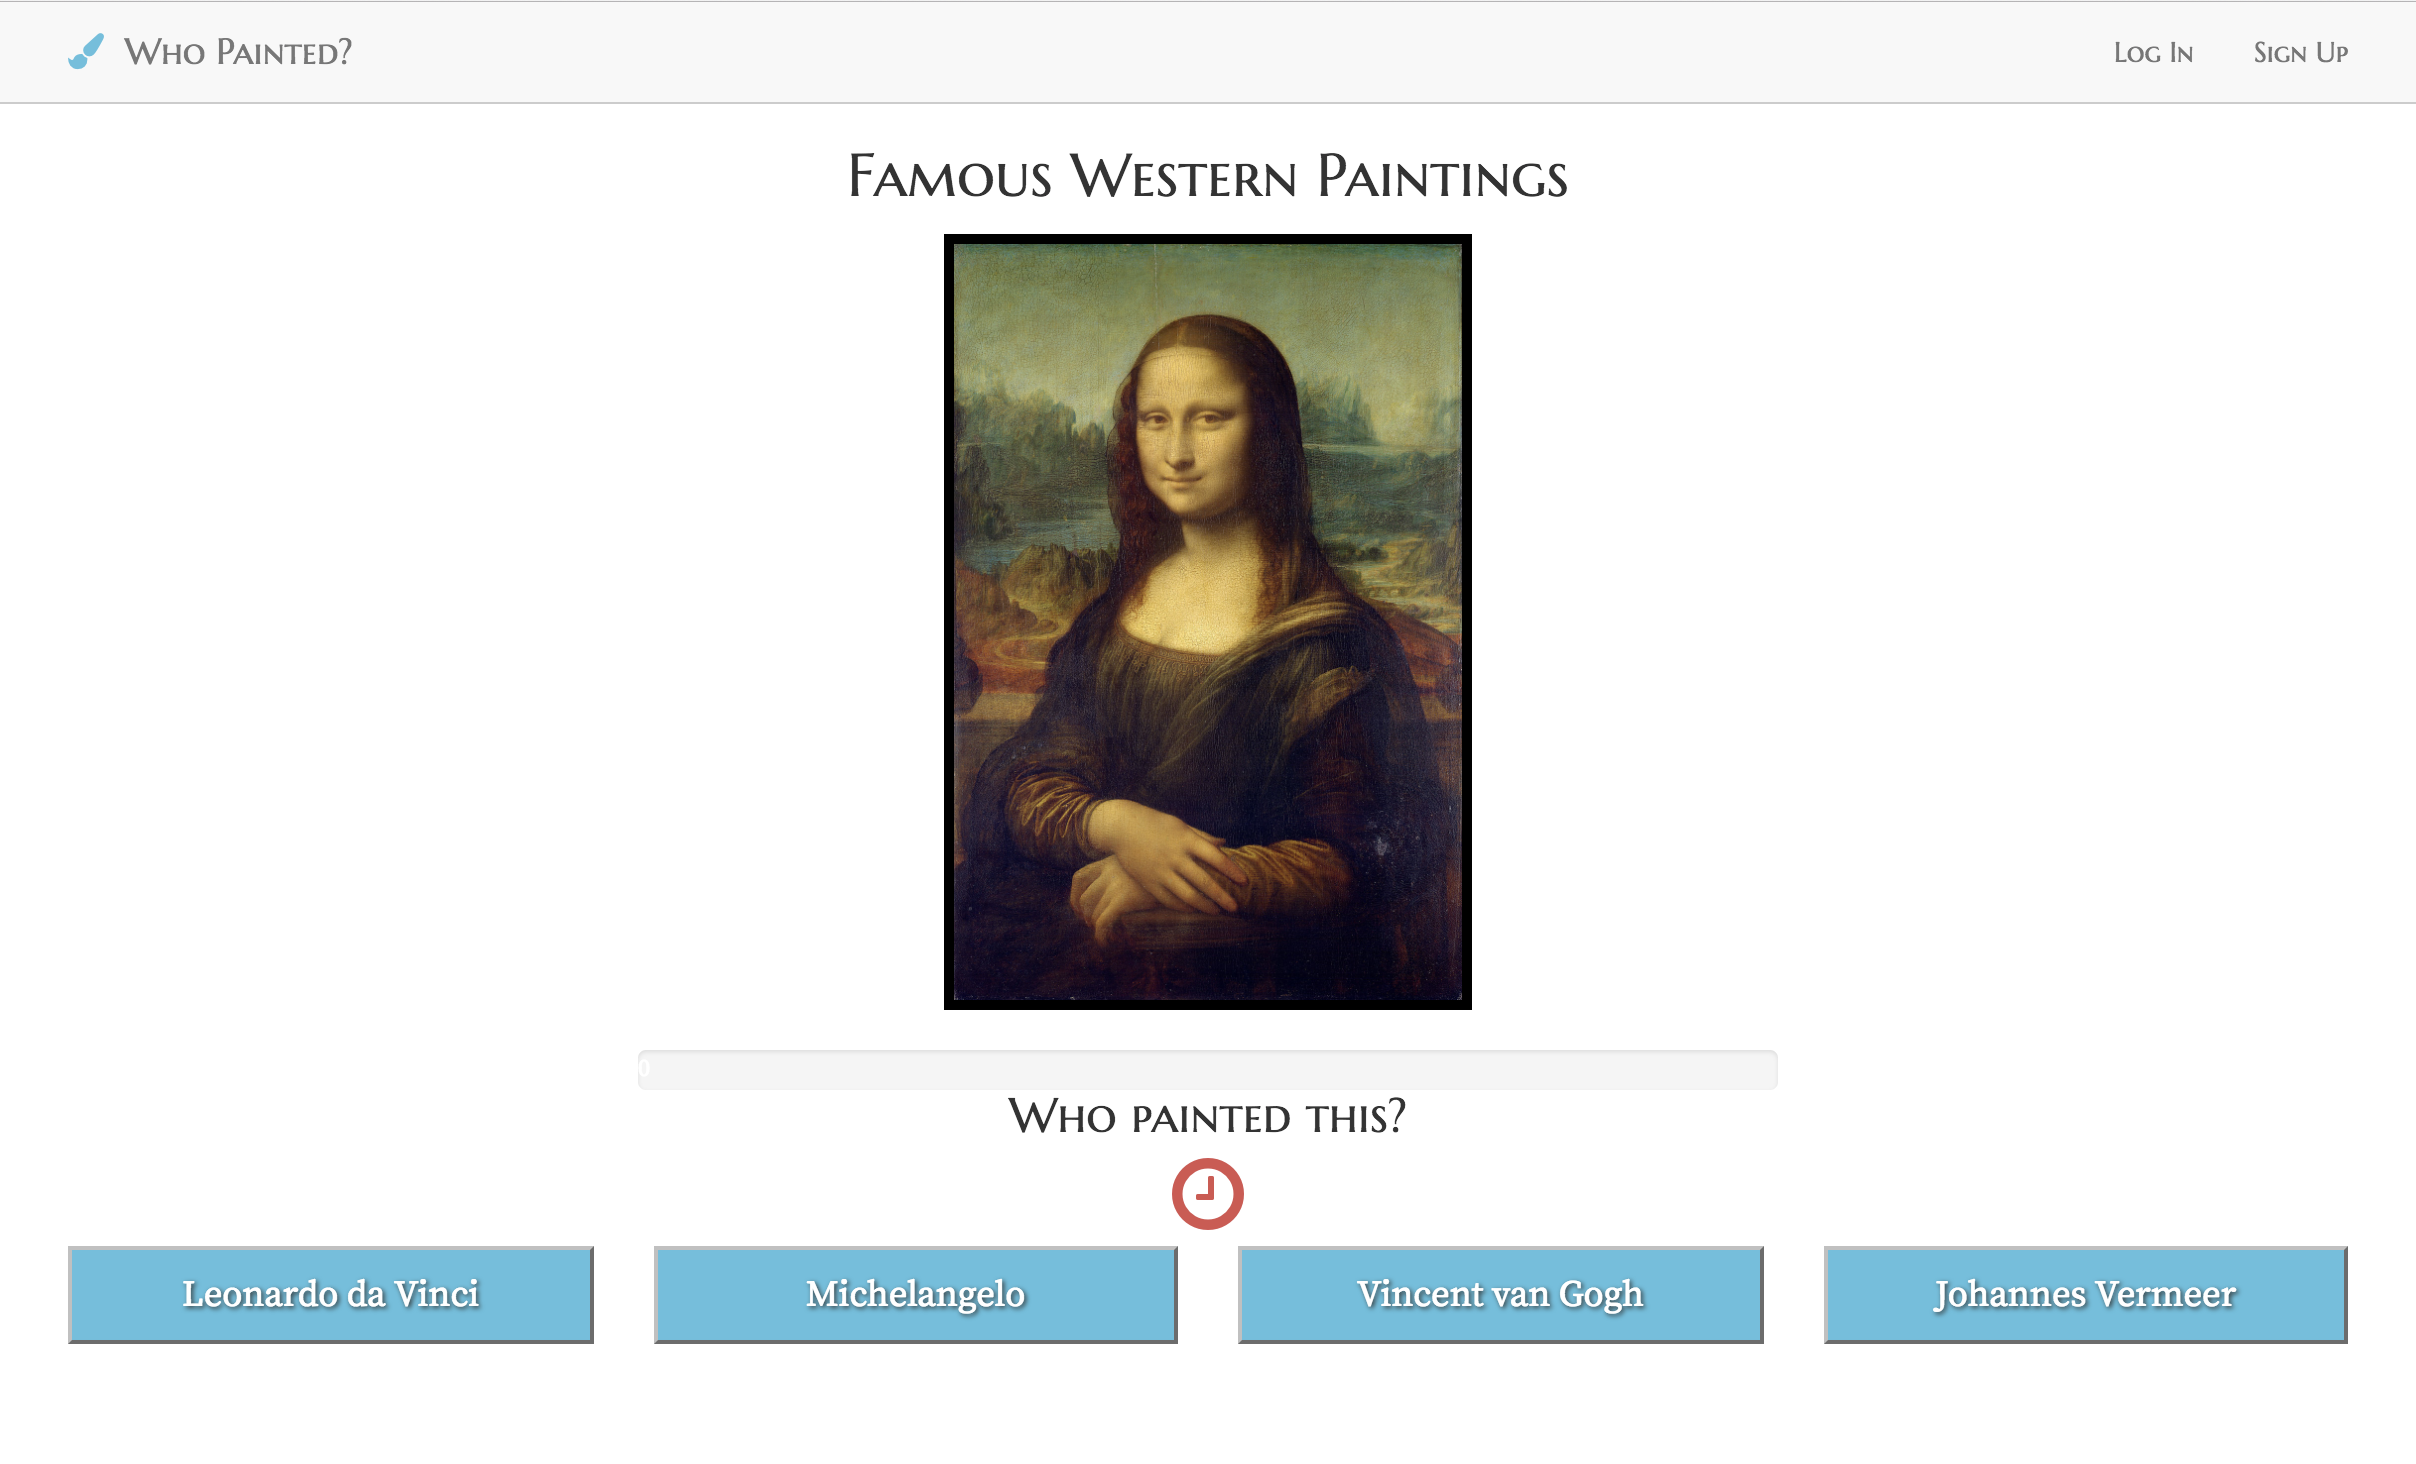 Who Painted?
Log In
Sign Up
Famous Western Paintings
0
Who painted this?
Leonardo da Vinci
Michelangelo
Vincent van Gogh
Johannes Vermeer